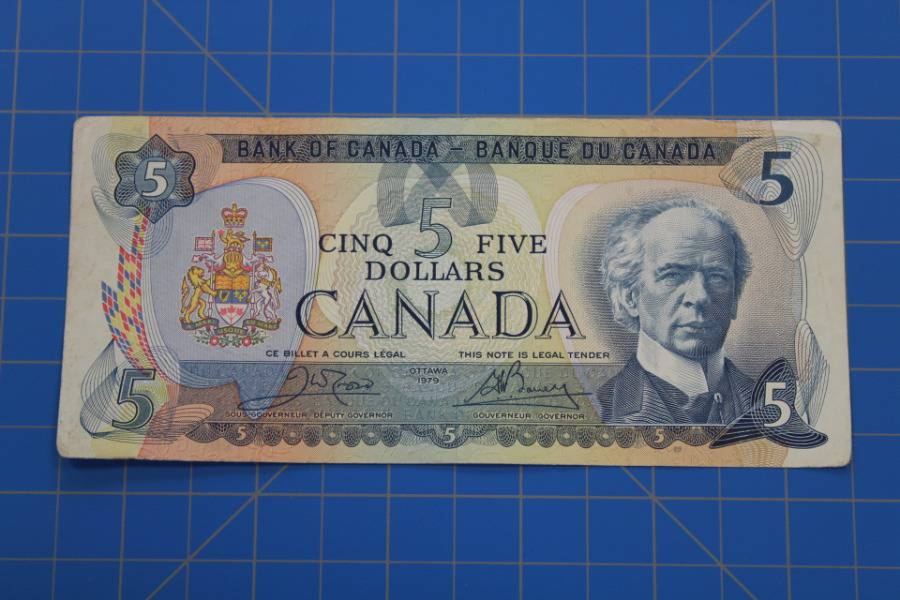 BANK OF CANADA – BANQUE DU CANADA
5 5
5
CINQ FIVE
DOLLARS
CANADA
CE BILLET A COURS LÉGAL THIS NOTE IS LEGAL TENDER
OTTAWA
1979
5 5
SOUS-GOUVERNEUR DEPUTY GOVERNOR GOUVERNEUR GOVERNOR
5 5 5